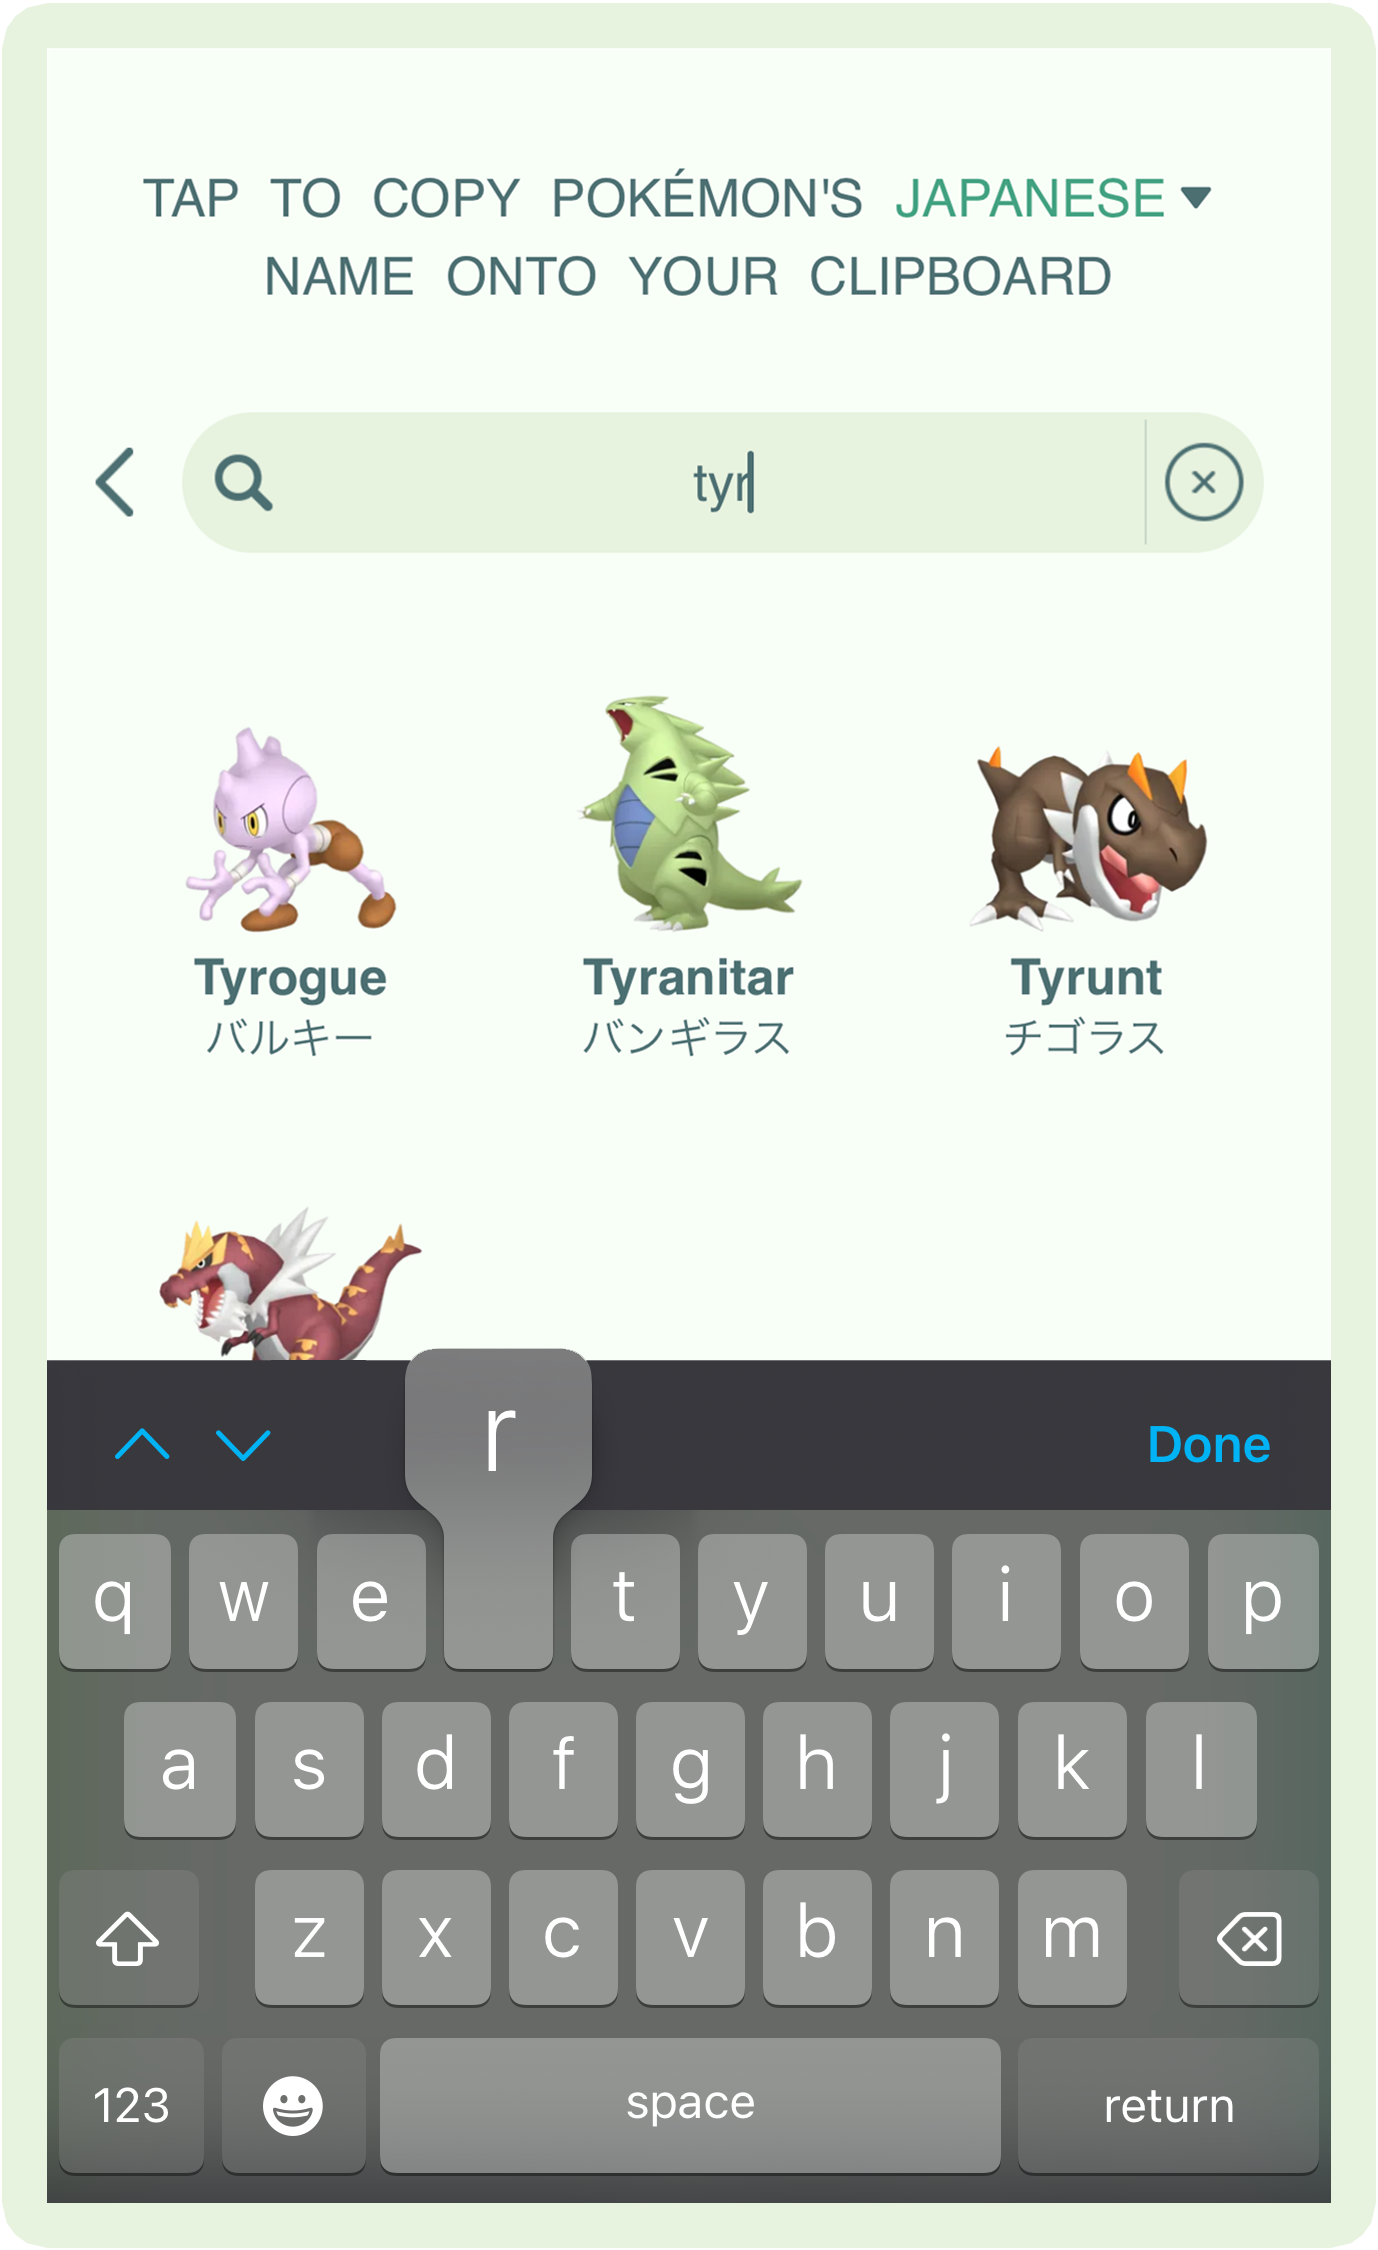 TAP TO COPY POKÉMON'S JAPANESE
NAME ONTO YOUR CLIPBOARD
tyr
Tyrogue
バルキー
Tyranitar
バンギラス
Tyrunt
チゴラス
r
Done
q w e t y u i o p
a s d f g h j k l
z x c v b n m
123 space return